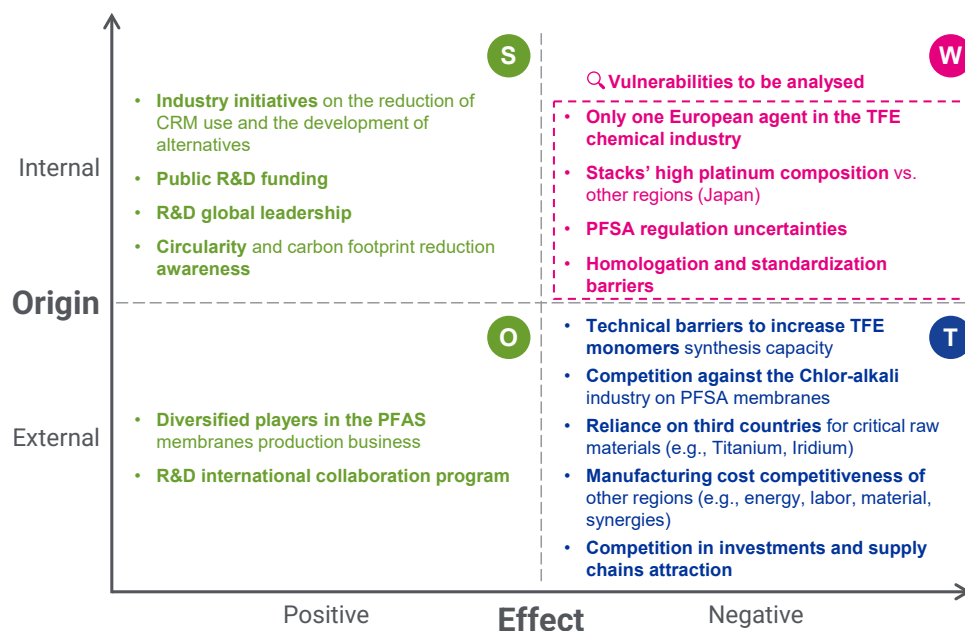 S
• Industry initiatives on the reduction of
CRM use and the development of
alternatives
• Public R&D funding
• R&D global leadership
• Circularity and carbon footprint reduction
awareness
W
Vulnerabilities to be analysed
• Only one European agent in the TFE
chemical industry
• Stacks' high platinum composition vs.
other regions (Japan)
• PFSA regulation uncertainties
• Homologation and standardization
barriers
Internal
Origin
External
O
• Diversified players in the PFAS
membranes production business
• R&D international collaboration program
T
• Technical barriers to increase TFE
monomers synthesis capacity
• Competition against the Chlor-alkali
industry on PFSA membranes
• Reliance on third countries for critical raw
materials (e.g., Titanium, Iridium)
• Manufacturing cost competitiveness of
other regions (e.g., energy, labor, material,
synergies)
• Competition in investments and supply
chains attraction
Positive
Effect
Negative